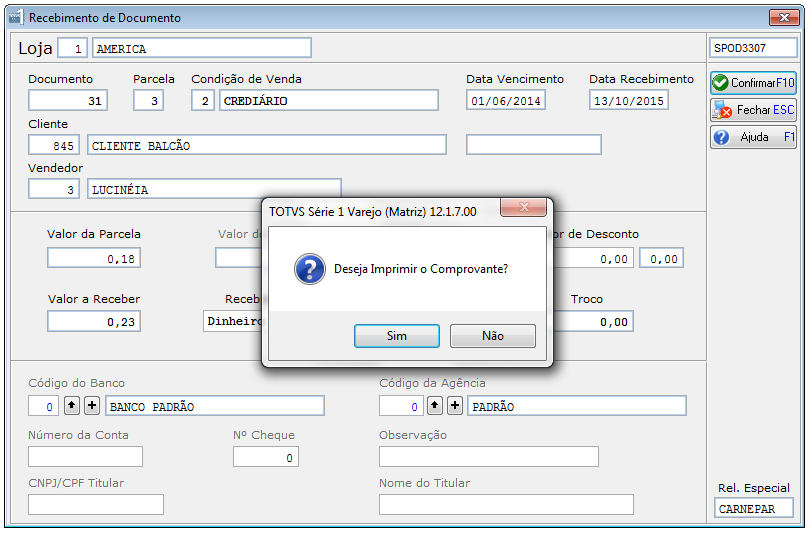 Recebimento de Documento
Loja 1 AMERICA SPOD3307
Documento Parcela Condição de Venda Data Vencimento Data Recebimento
31 3 2 CREDIÁRIO 01/06/2014 13/10/2015
Confirmar F10
Fechar ESC
Ajuda F1
Cliente
845 CLIENTE BALCÃO
Vendedor
3 LUCINÉIA
TOTVS Série 1 Varejo (Matriz) 12.1.7.00
Deseja Imprimir o Comprovante?
Sim Não
Valor da Parcela Valor d or de Desconto
0,18 0,00 0,00
Valor a Receber Receb Troco
0,23 Dinheiro 0,00
Código do Banco Código da Agência
0 BANCO PADRÃO 0 PADRÃO
Número da Conta Nº Cheque Observação
0
CNPJ/CPF Titular Nome do Titular
Rel. Especial
CARNEPAR